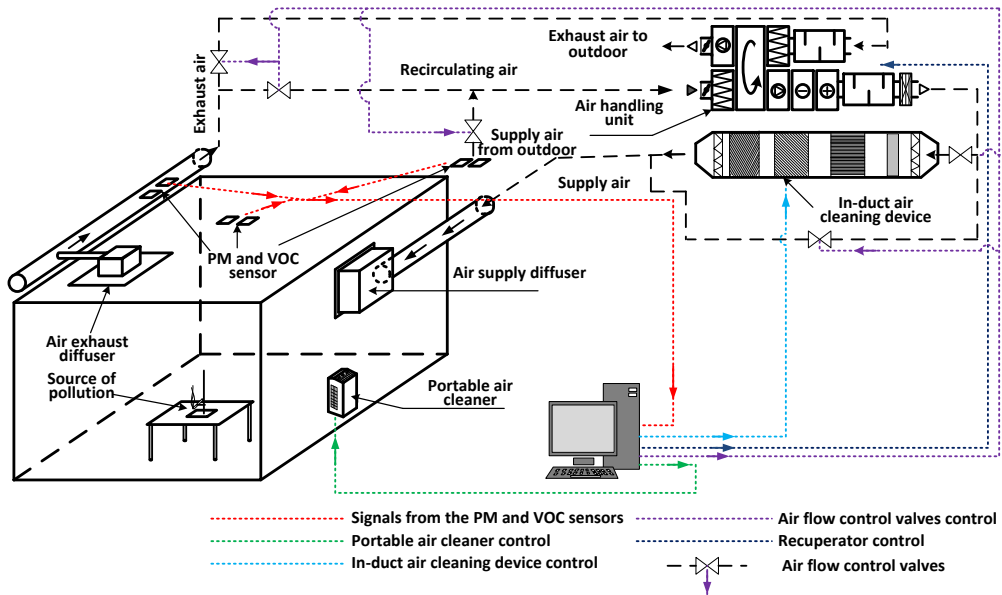 Exhaust air to
outdoor
Exhaust air
Recirculating air
Air handling
unit
Supply air
from outdoor
Supply air
In-duct air
cleaning device
PM and VOC
sensor
Air supply diffuser
Air exhaust
diffuser
Source of
pollution
Portable air
cleaner
Signals from the PM and VOC sensors
Portable air cleaner control
In-duct air cleaning device control
Air flow control valves control
Recuperator control
Air flow control valves